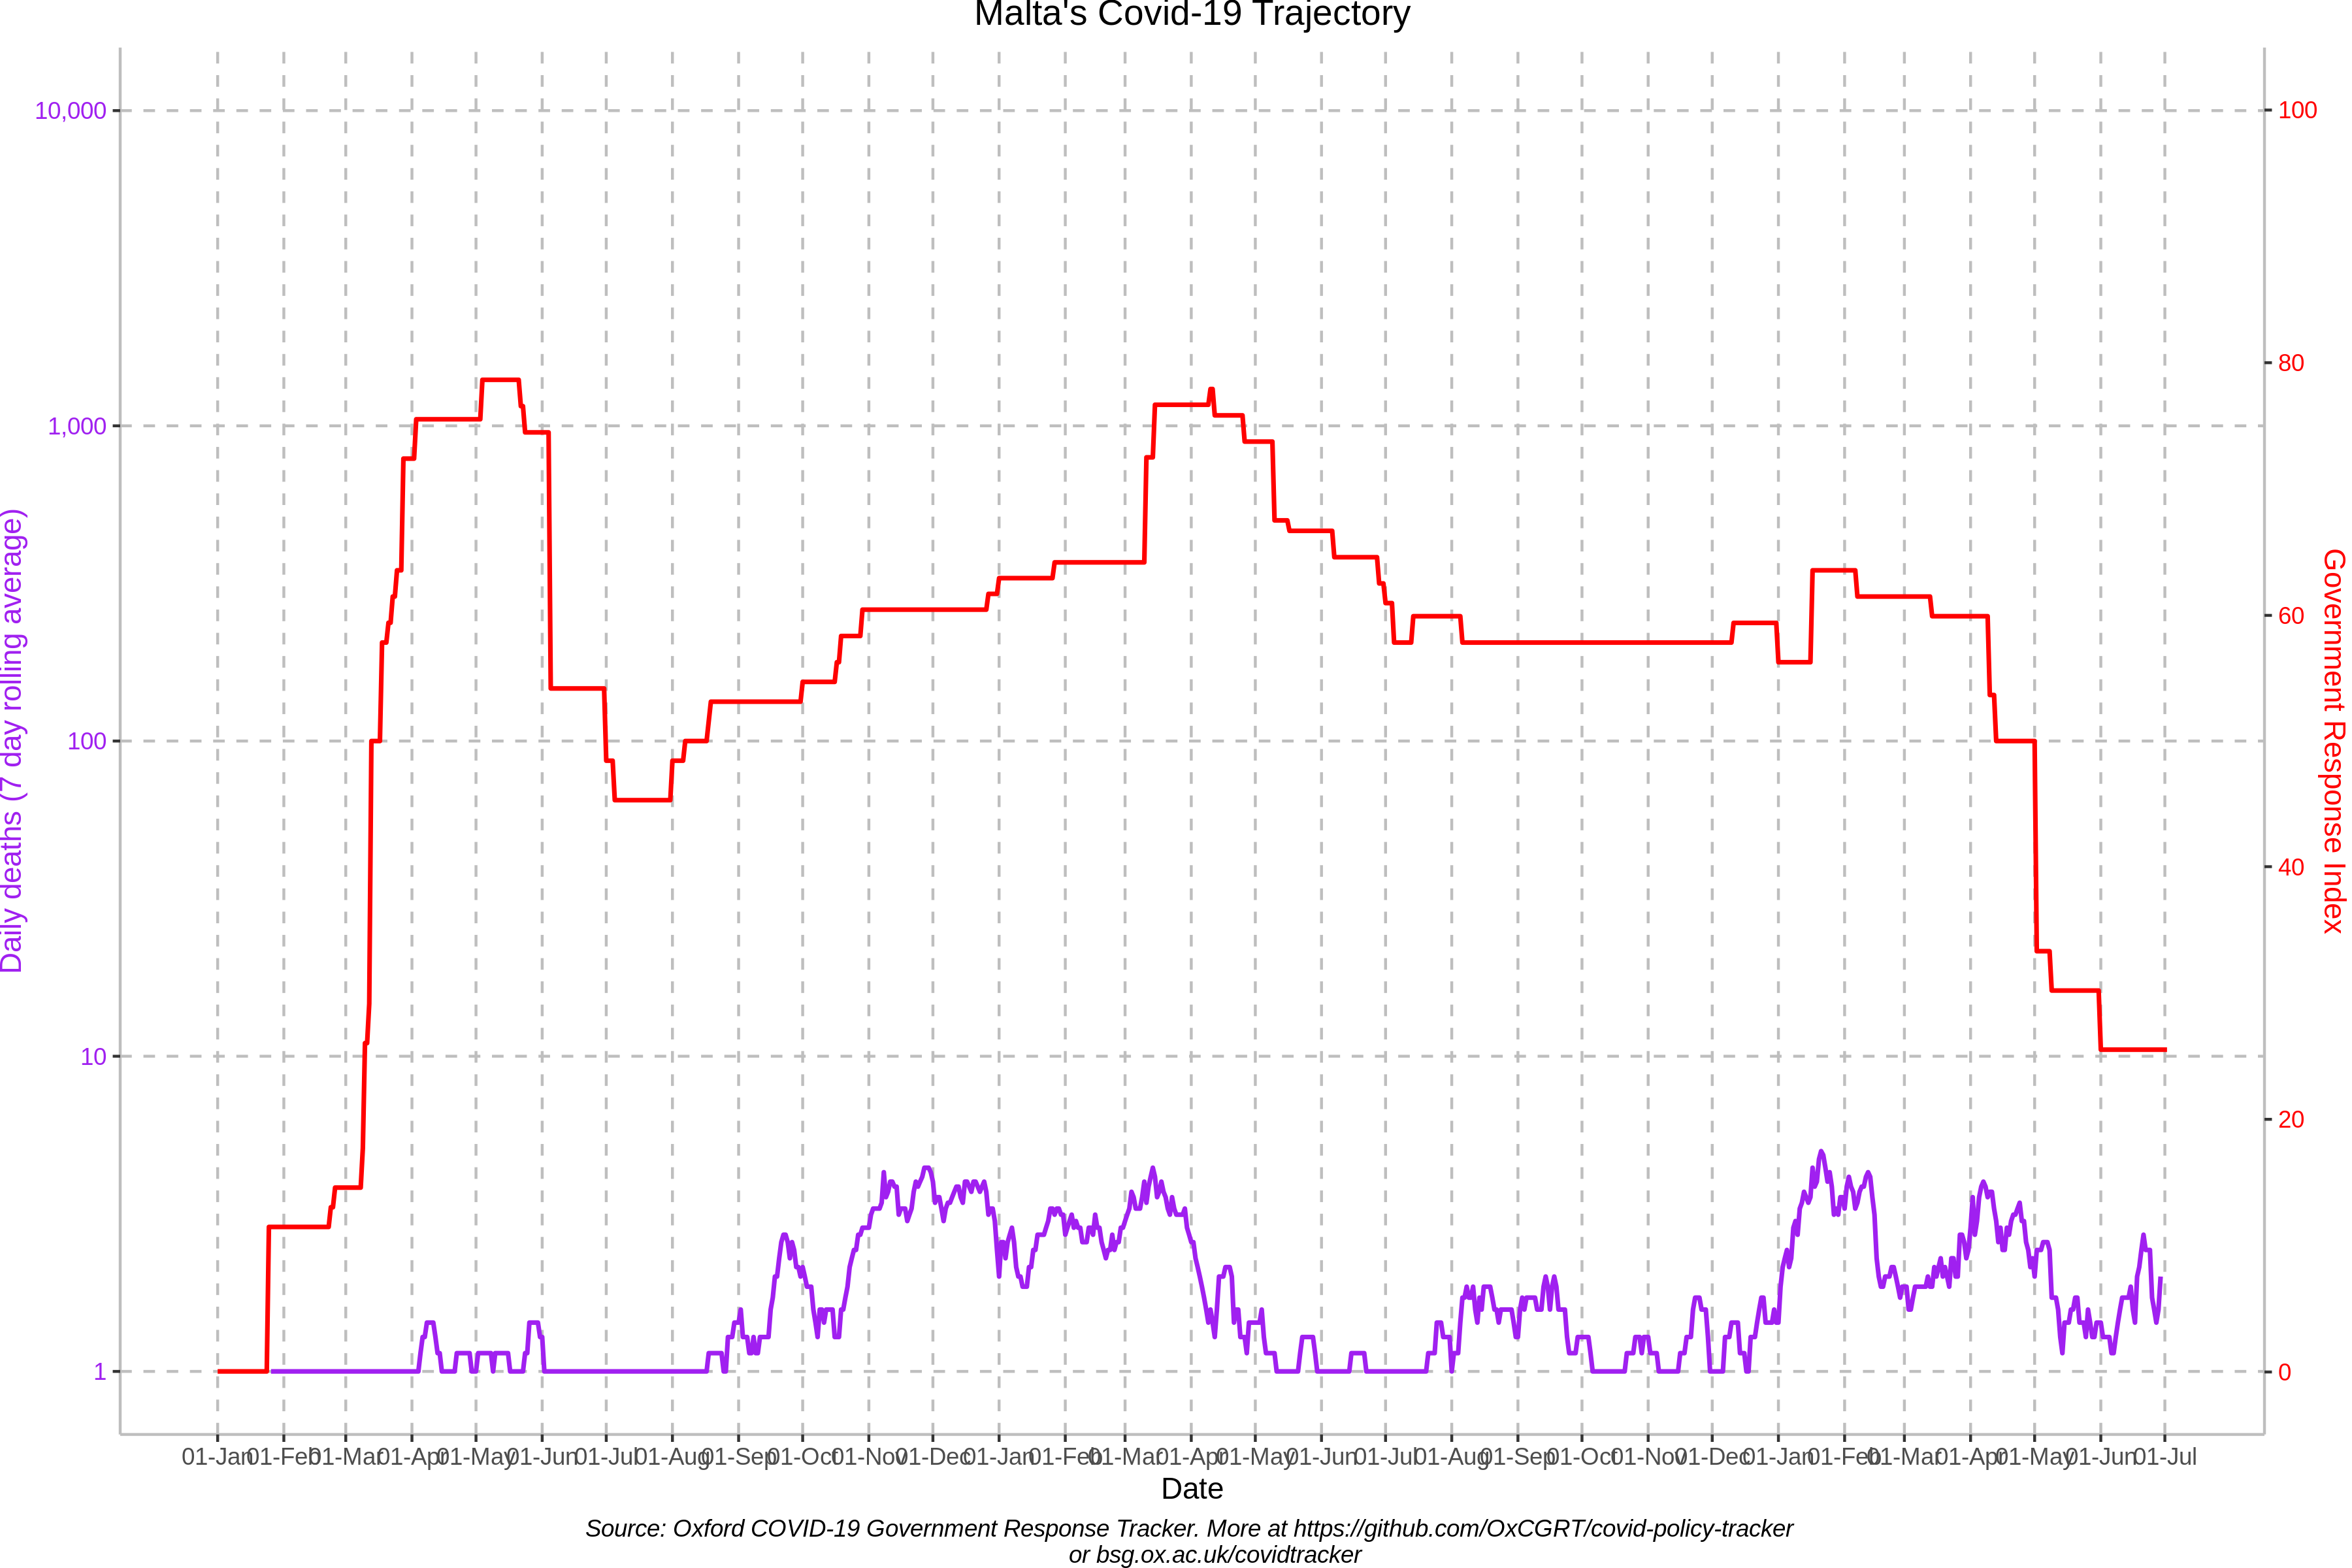 Malta's Covid-19 Trajectory
10,000
1,000
100
10
1
Daily deaths (7 day rolling average)
100
80
60
40
20
0
Government Response Index
01-Jan 01-Feb 01-Mar 01-Apr 01-May 01-Jun 01-Jul 01-Aug 01-Sep 01-Oct 01-Nov 01-Dec 01-Jan 01-Feb 01-Mar 01-Apr 01-May 01-Jun 01-Jul 01-Aug 01-Sep 01-Oct 01-Nov 01-Dec 01-Jan 01-Feb 01-Mar 01-Apr 01-May 01-Jun 01-Jul
Date
Source: Oxford COVID-19 Government Response Tracker. More at https://github.com/OxCGRT/covid-policy-tracker
or bsg.ox.ac.uk/covidtracker